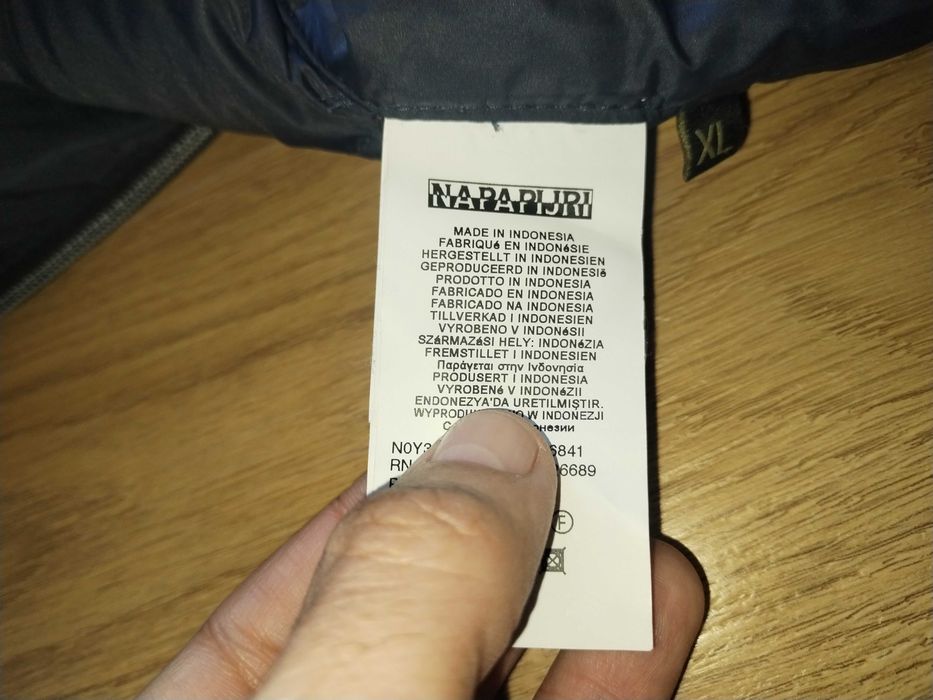 XL
NAPAPIJRI
MADE IN INDONESIA
FABRIQUé EN INDONéSIE
HERGESTELLT IN INDONESIEN
GEPRODUCEERD IN INDONESIë
PRODOTTO IN INDONESIA
FABRICADO EN INDONESIA
FABRICADO NA INDONESIA
TILLVERKAD I INDONESIEN
VYROBENO V INDONéSII
SZáRMAZáSI HELY: INDONéZIA
FREMSTILLET I INDONESIEN
Παράγεται στην Ινδονησία
PRODUSERT I INDONESIA
VYROBENé V INDONÉZII
ENDONEZYA'DA URETILMIŞTIR.
W INDONEZJI
N0Y3 6841
RN 6689
F